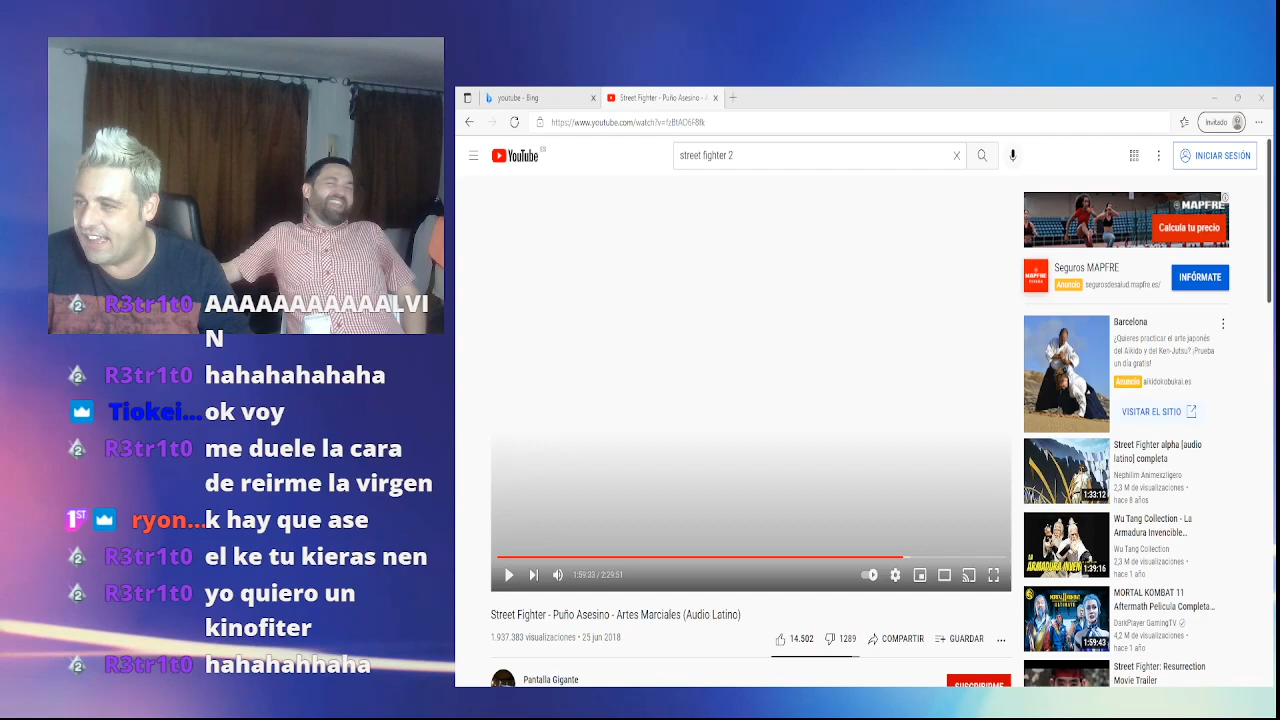 youtube - Bing
Street Fighter - Puño Asesino - A
https://www.youtube.com/watch?v=fzBtAO6F8fk
Invitado
YouTube ES
street fighter 2
INICIAR SESIÓN
R3tr1t0 AAAAAAAAAAALVI
N
R3tr1t0 hahahahahaha
Tiokei... ok voy
R3tr1t0 me duele la cara
de reirme la virgen
1ST ryon... k hay que ase
R3tr1t0 el ke tu kieras nen
R3tr1t0 yo quiero un
kinofiter
R3tr1t0 hahahahhaha
1:59:33 / 2:29:51
Street Fighter - Puño Asesino - Artes Marciales (Audio Latino)
1.937.383 visualizaciones • 25 jun 2018
14.502
1289
COMPARTIR
GUARDAR
Pantalla Gigante
SUSCRIBIRME
MAPFRE
Calcula tu precio
Seguros MAPFRE
Anuncio segurosdesalud.mapfre.es/
INFÓRMATE
Barcelona
¿Quieres practicar el arte japonés
del Aikido y del Ken-Jutsu? ¡Prueba
un día gratis!
Anuncio aikidokobukai.es
VISITAR EL SITIO
Street Fighter alpha [audio
latino] completa
Nephilim Animexzligero
2,3 M de visualizaciones •
hace 8 años
1:33:12
Wu Tang Collection - La
Armadura Invencible...
Wu Tang Collection
2,3 M de visualizaciones •
hace 1 año
1:39:16
MORTAL KOMBAT 11
Aftermath Pelicula Completa...
DarkPlayer GamingTV
4,2 M de visualizaciones •
hace 1 año
1:59:43
Street Fighter: Resurrection
Movie Trailer